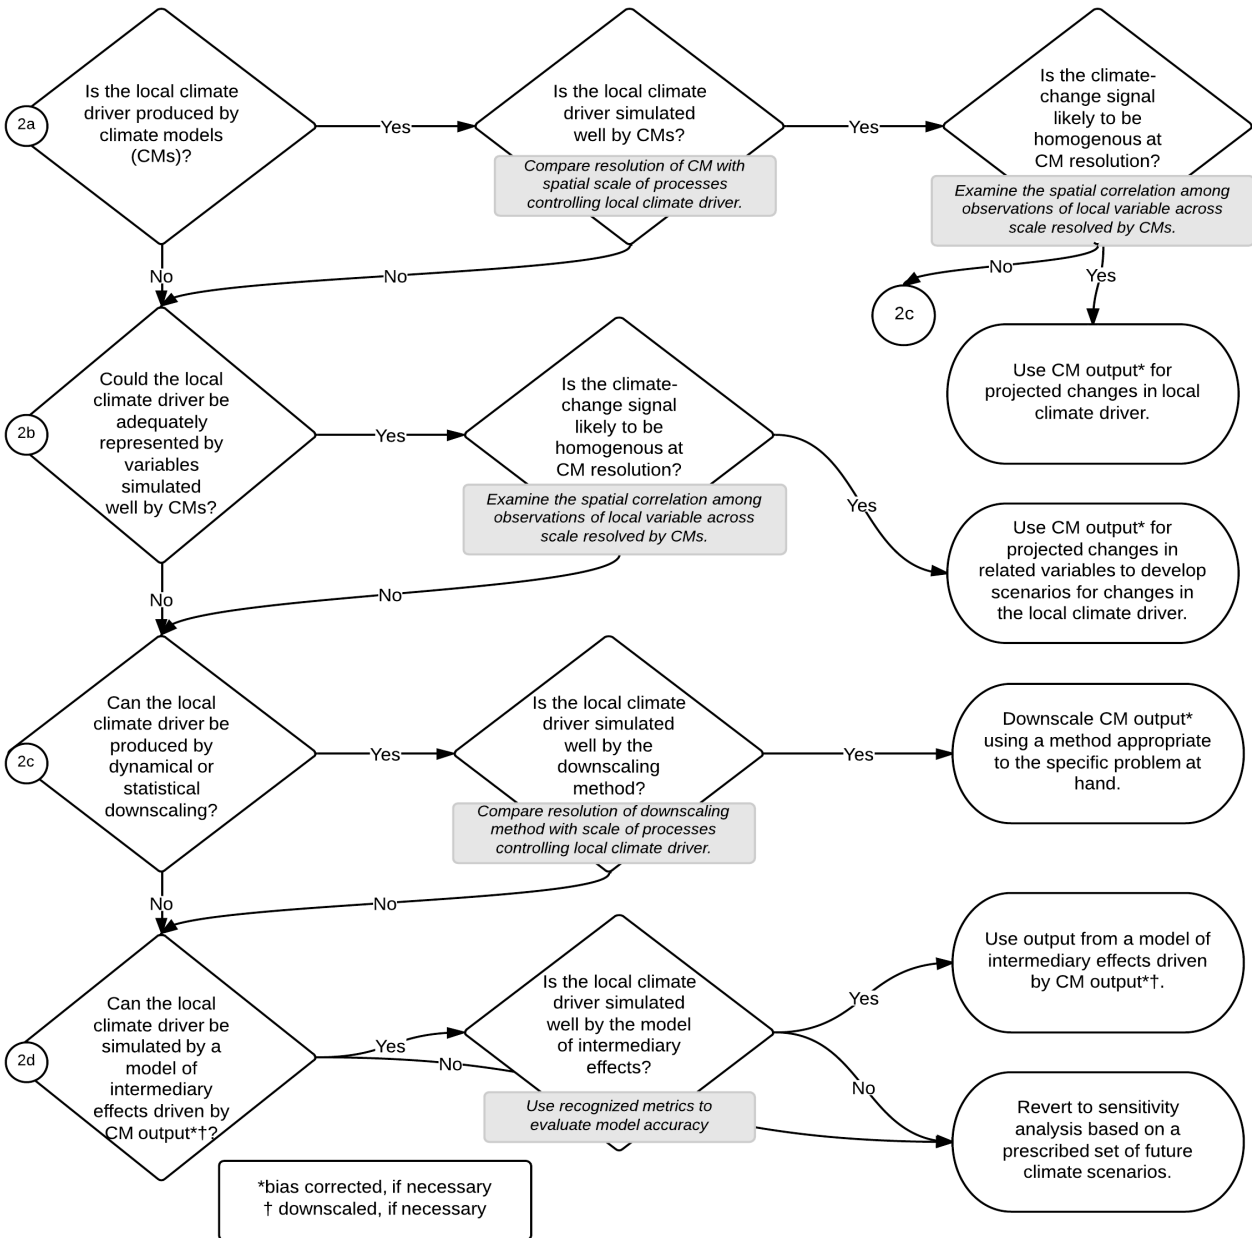 2a
Is the local climate
driver produced by
climate models
(CMs)?
Yes
Is the local climate
driver simulated
well by CMs?
Compare resolution of CM with
spatial scale of processes
controlling local climate driver.
Yes
Is the climate-
change signal
likely to be
homogenous at
CM resolution?
Examine the spatial correlation among
observations of local variable across
scale resolved by CMs.
No
No
No
Yes
2c
Use CM output* for
projected changes in local
climate driver.
2b
Could the local
climate driver be
adequately
represented by
variables
simulated
well by CMs?
Yes
Is the climate-
change signal
likely to be
homogenous at
CM resolution?
Examine the spatial correlation among
observations of local variable across
scale resolved by CMs.
Yes
Use CM output* for
projected changes in
related variables to develop
scenarios for changes in
the local climate driver.
No
No
2c
Can the local
climate driver be
produced by
dynamical or
statistical
downscaling?
Yes
Is the local climate
driver simulated
well by the
downscaling
method?
Compare resolution of downscaling
method with scale of processes
controlling local climate driver.
Yes
Downscale CM output*
using a method appropriate
to the specific problem at
hand.
No
No
2d
Can the local
climate driver be
simulated by a
model of
intermediary
effects driven by
CM output*†?
Yes
No
Is the local climate
driver simulated
well by the model
of intermediary
effects?
Use recognized metrics to
evaluate model accuracy
Yes
Use output from a model of
intermediary effects driven
by CM output*†.
No
Revert to sensitivity
analysis based on a
prescribed set of future
climate scenarios.
*bias corrected, if necessary
† downscaled, if necessary